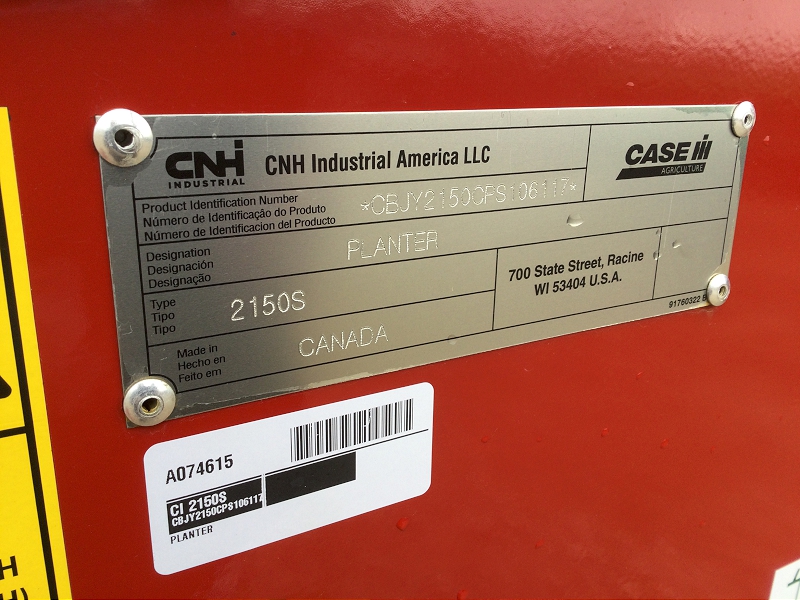 CNH
INDUSTRIAL
CNH Industrial America LLC
CASE IH
AGRICULTURE
Product Identification Number
Número de Identificação do Produto
Número de Identificacion del Producto
*CBJY2150CPS106117*
Designation
Designación
Designação
PLANTER
Type
Tipo
Tipo
2150S
700 State Street, Racine
WI 53404 U.S.A.
Made in
Hecho en
Feito em
CANADA
91760322
A074615
CI 2150S
CBJY2150CPS106117
PLANTER
H
H)